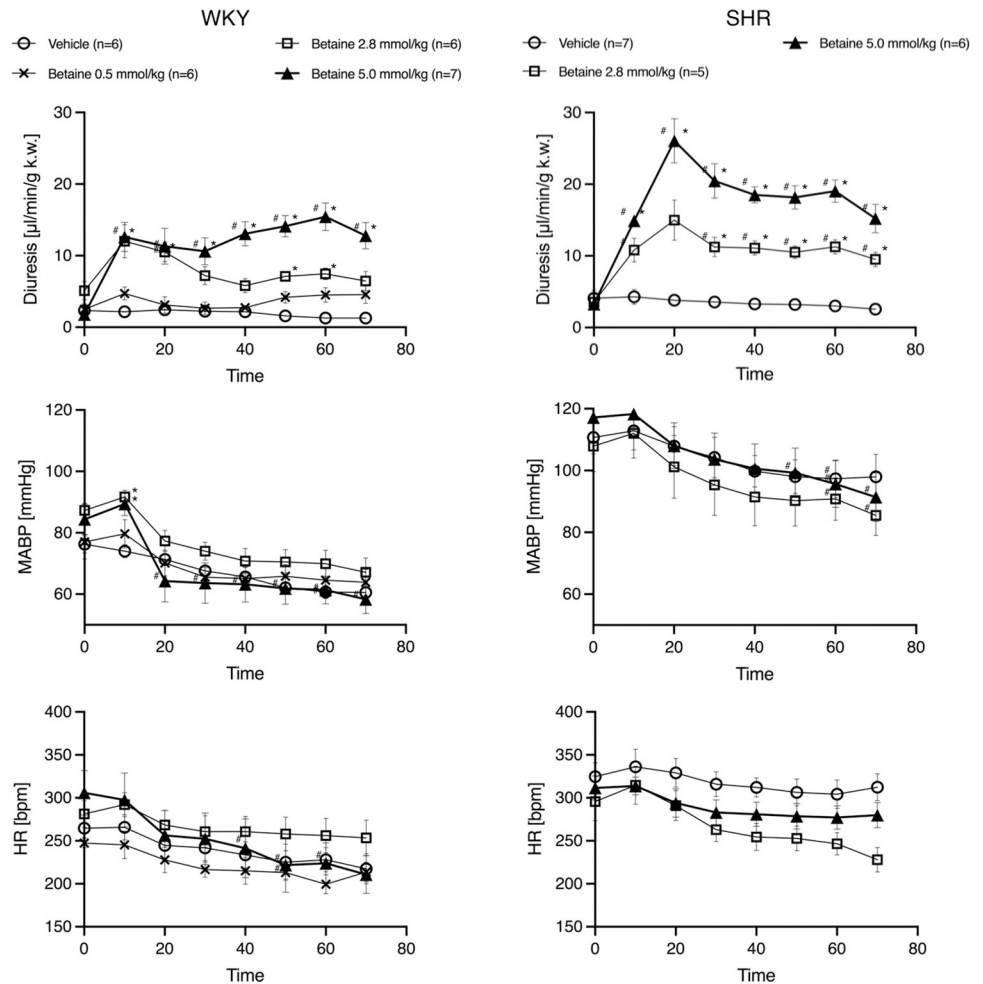 WKY
Vehicle (n=6)
Betaine 2.8 mmol/kg (n=6)
Betaine 0.5 mmol/kg (n=6)
Betaine 5.0 mmol/kg (n=7)
SHR
Vehicle (n=7)
Betaine 5.0 mmol/kg (n=6)
Betaine 2.8 mmol/kg (n=5)
Diuresis [µl/min/g k.w.]
30
20
10
0
0 20 40 60 80
Time
Diuresis [µl/min/g k.w.]
30
20
10
0
0 20 40 60 80
Time
MABP [mmHg]
120
100
80
60
0 20 40 60 80
Time
MABP [mmHg]
120
100
80
60
0 20 40 60 80
Time
HR [bpm]
400
350
300
250
200
150
0 20 40 60 80
Time
HR [bpm]
400
350
300
250
200
150
0 20 40 60 80
Time